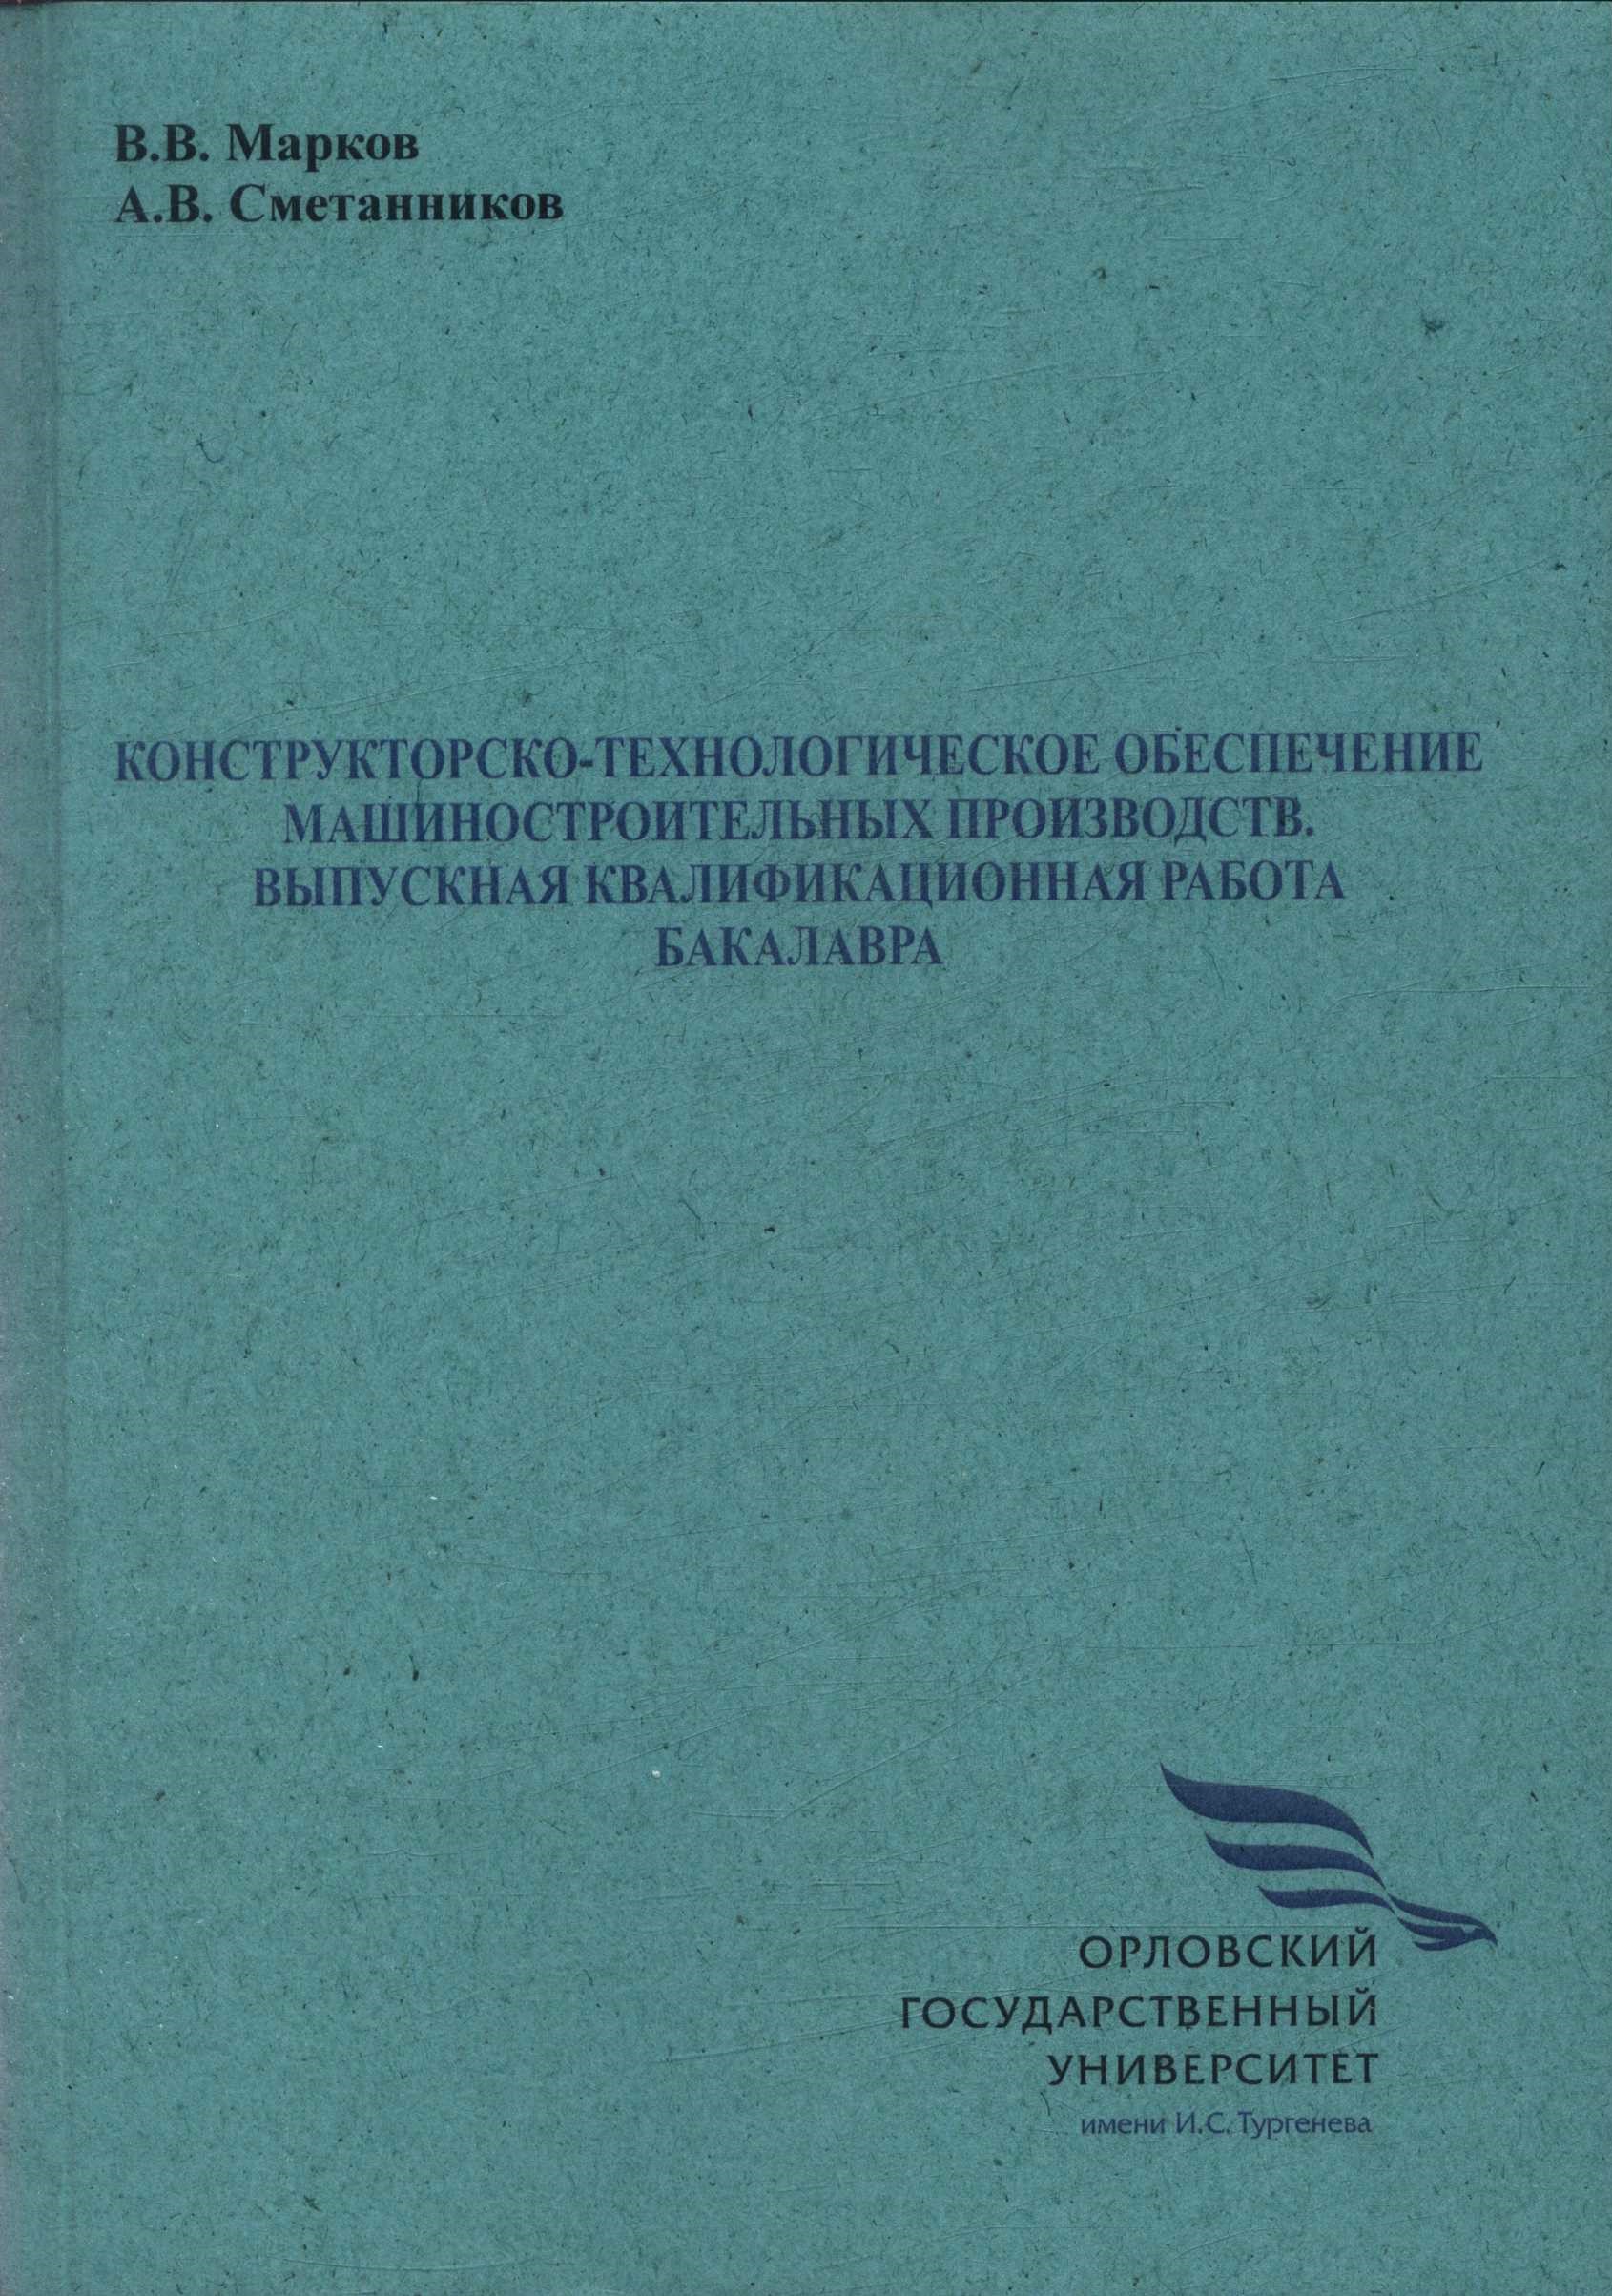 В.В. Марков
А.В. Сметанников
КОНСТРУКТОРСКО-ТЕХНОЛОГИЧЕСКОЕ ОБЕСПЕЧЕНИЕ
МАШИНОСТРОИТЕЛЬНЫХ ПРОИЗВОДСТВ.
ВЫПУСКНАЯ КВАЛИФИКАЦИОННАЯ РАБОТА
БАКАЛАВРА
ОРЛОВСКИЙ
ГОСУДАРСТВЕННЫЙ
УНИВЕРСИТЕТ
имени И.С. Тургенева